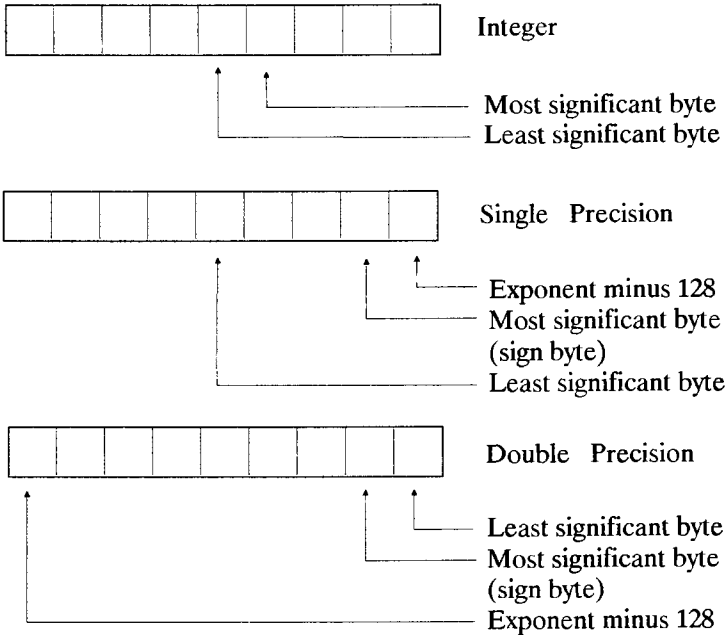 Integer
Most significant byte
Least significant byte
Single Precision
Exponent minus 128
Most significant byte
(sign byte)
Least significant byte
Double Precision
Least significant byte
Most significant byte
(sign byte)
Exponent minus 128